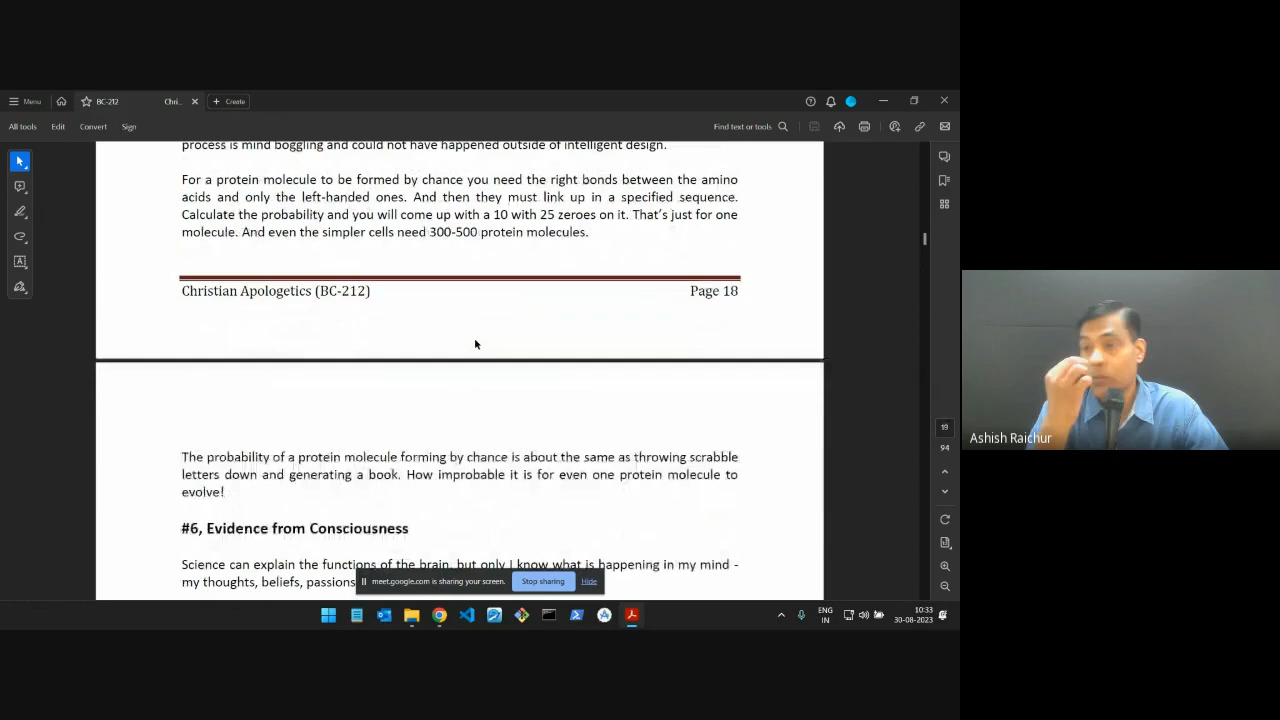 Menu
BC-212
Chri...
Create
All tools
Edit
Convert
Sign
Find text or tools
process is mind boggling and could not have happened outside of intelligent design.
For a protein molecule to be formed by chance you need the right bonds between the amino
acids and only the left-handed ones. And then they must link up in a specified sequence.
Calculate the probability and you will come up with a 10 with 25 zeroes on it. That's just for one
molecule. And even the simpler cells need 300-500 protein molecules.
Christian Apologetics (BC-212)
Page 18
The probability of a protein molecule forming by chance is about the same as throwing scrabble
letters down and generating a book. How improbable it is for even one protein molecule to
evolve!
#6, Evidence from Consciousness
Science can explain the functions of the brain, but only I know what is happening in my mind -
my thoughts, beliefs, passions
meet.google.com is sharing your screen.
Stop sharing
Hide
19
94
ENG
IN
10:33
30-08-2023
Ashish Raichur